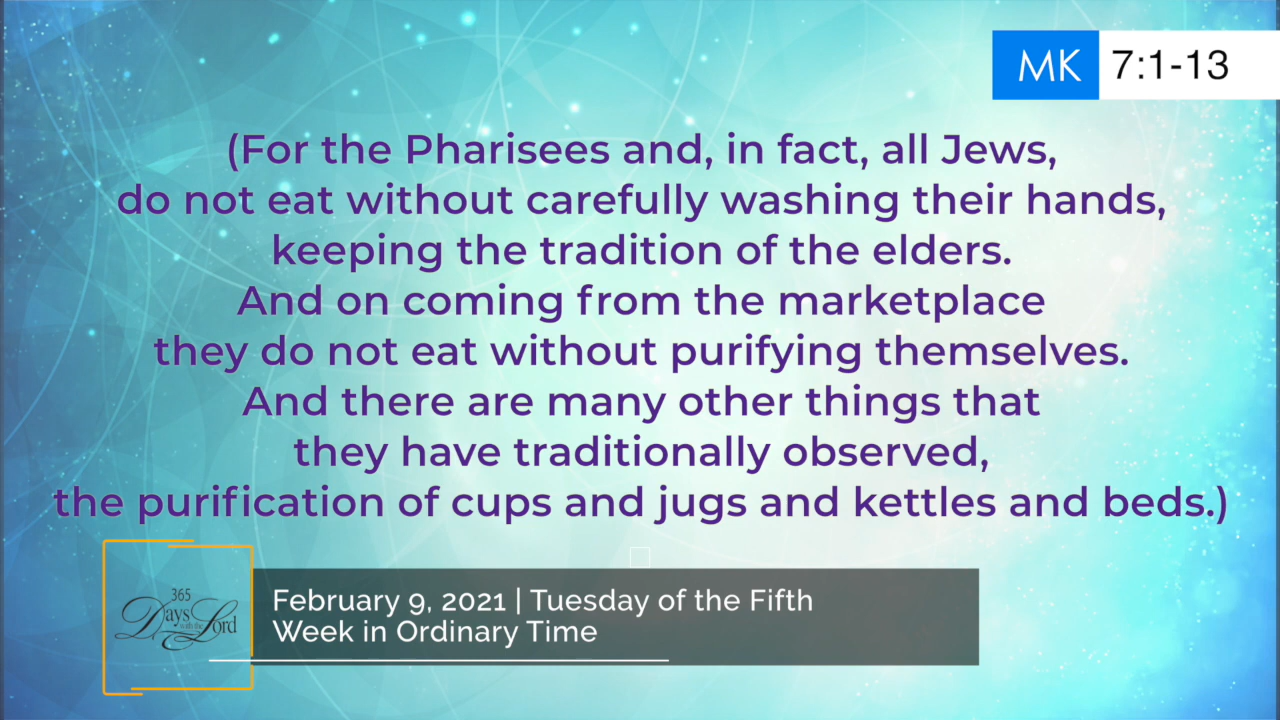 MK 7:1-13
(For the Pharisees and, in fact, all Jews,
do not eat without carefully washing their hands,
keeping the tradition of the elders.
And on coming from the marketplace
they do not eat without purifying themselves.
And there are many other things that
they have traditionally observed,
the purification of cups and jugs and kettles and beds.)
365
Days with the Lord
February 9, 2021 | Tuesday of the Fifth
Week in Ordinary Time